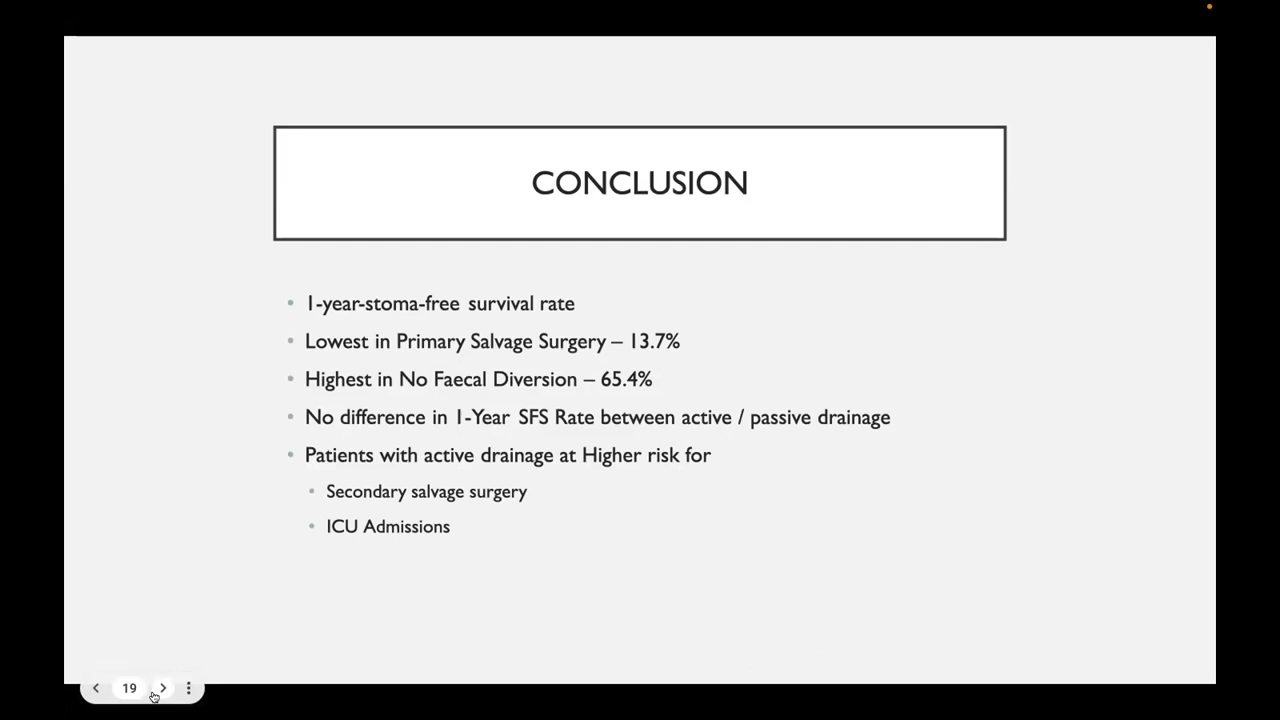 CONCLUSION
• 1-year-stoma-free survival rate
• Lowest in Primary Salvage Surgery – 13.7%
• Highest in No Faecal Diversion – 65.4%
• No difference in 1-Year SFS Rate between active / passive drainage
• Patients with active drainage at Higher risk for
• Secondary salvage surgery
• ICU Admissions
19